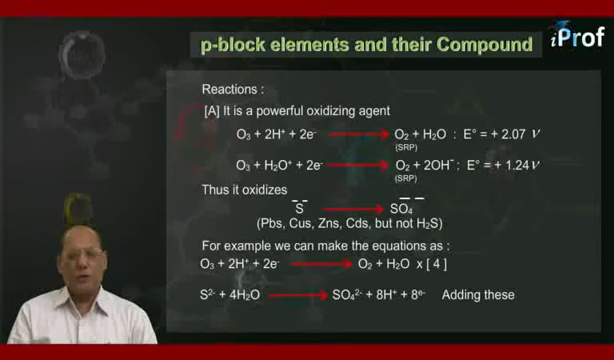 p-block elements and their Compound
iProf
Reactions :
[A] It is a powerful oxidizing agent
O₃ + 2H⁺ + 2e⁻ ⟶ O₂ + H₂O : E° = + 2.07 V
(SRP)
O₃ + H₂O⁺ + 2e⁻ ⟶ O₂ + 2OH⁻ : E° = + 1.24 V
(SRP)
Thus it oxidizes
S⁻⁻ ⟶ SO₄⁻⁻
(Pbs, Cus, Zns, Cds, but not H₂S)
For example we can make the equations as :
O₃ + 2H⁺ + 2e⁻ ⟶ O₂ + H₂O x [ 4 ]
S²⁻ + 4H₂O ⟶ SO₄²⁻ + 8H⁺ + 8e⁻ Adding these